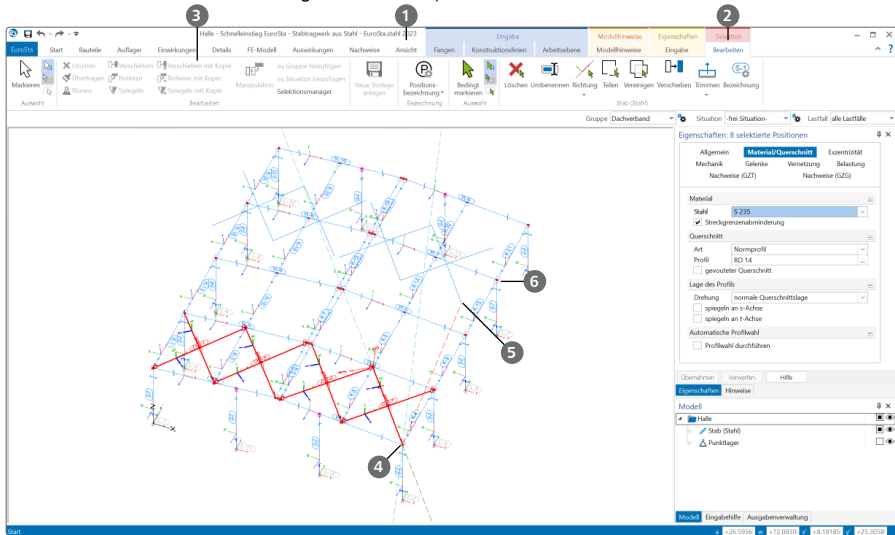 Halle - Schnelleinstieg EuroSta - Stabtragwerk aus Stahl - EuroSta.stahl 2023
Eingabe Modellhinweise Eigenschaften Selektion
EuroSta Start Bauteile Auflager Einwirkungen Details FE-Modell Auswirkungen Nachweise Ansicht Fangen Konstruktionslinien Arbeitsebene Modellhinweise Eingabe Bearbeiten
Markieren
Löschen Verschieben Verschieben mit Kopie
Übertragen Rotieren Rotieren mit Kopie
Klonen Spiegeln Spiegeln mit Kopie
Manipulation
zu Gruppe hinzufügen
zu Situation hinzufügen
Selektionsmanager
Neue Vorlage
anlegen
Positions-
bezeichnung
Bedingt
markieren
Löschen Umbenennen Richtung Teilen Vereinigen Verschieben Trimmen Bezeichnung
Auswahl Bearbeiten Bezeichnung Auswahl Stab (Stahl)
Gruppe Dachverband Situation -frei Situation- Lastfall alle Lastfälle
1
2
3
4
5
6
Eigenschaften: 8 selektierte Positionen
Allgemein Material/Querschnitt Exzentrizität
Mechanik Gelenke Vernetzung Belastung
Nachweise (GZT) Nachweise (GZG)
Material
Stahl S 235
Streckgrenzenabminderung
Querschnitt
Art Normprofil
Profil RD 14 ...
gevouteter Querschnitt
Lage des Profils
Drehung normale Querschnittslage
spiegeln an s-Achse
spiegeln an t-Achse
Automatische Profilwahl
Profilwahl durchführen
Übernehmen Verwerfen Hilfe
Eigenschaften Hinweise
Modell
Halle
Stab (Stahl)
Punktlager
Modell Eingabehilfe Ausgabenverwaltung
Start